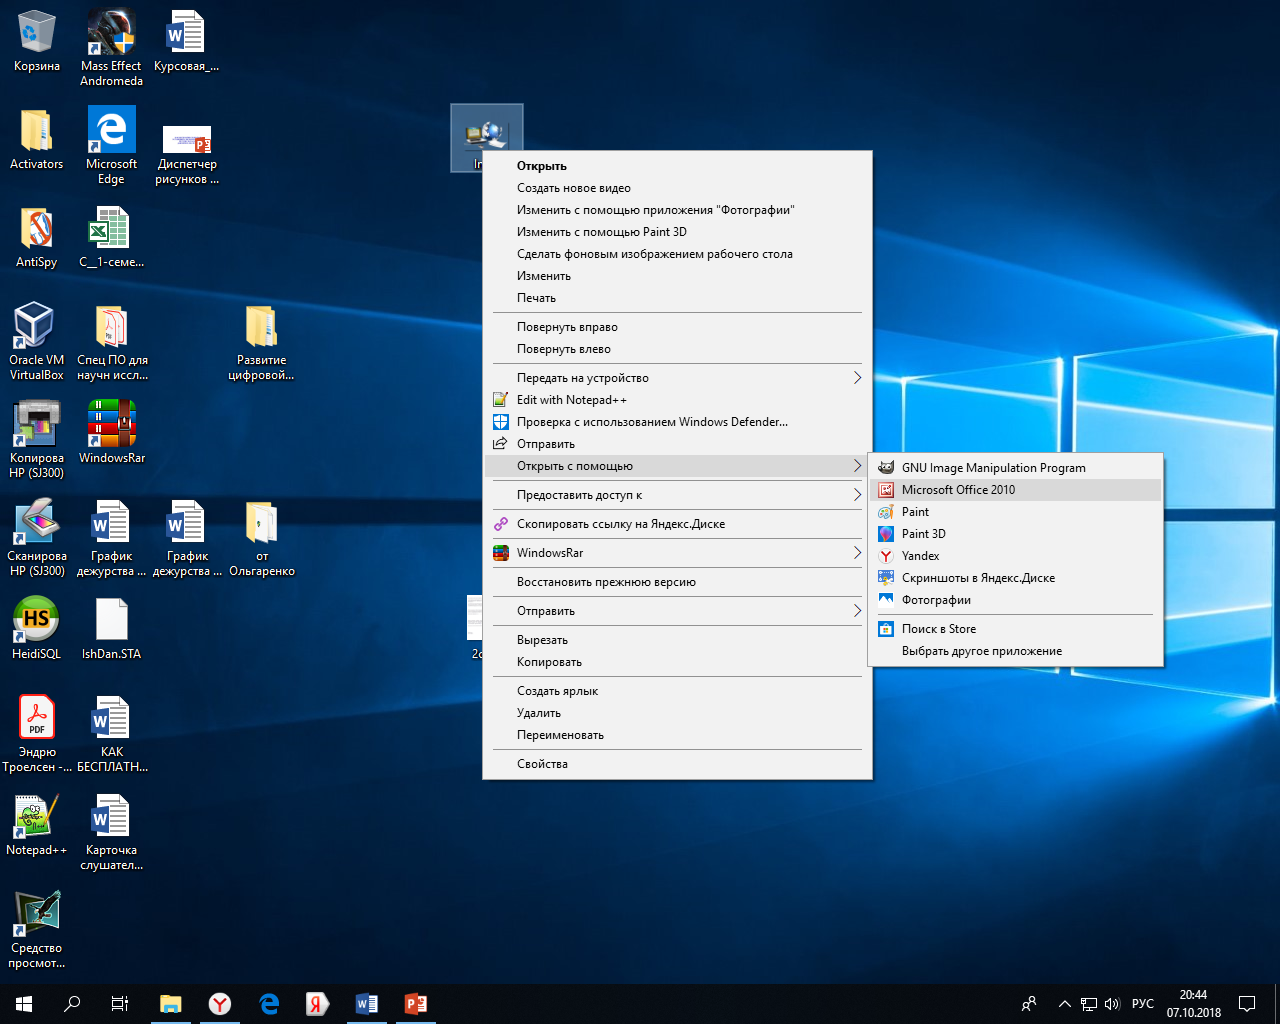 Корзина
Mass Effect
Andromeda
Курсовая_...
Activators
Microsoft
Edge
Диспетчер
рисунков ...
AntiSpy
С__1-семе...
Oracle VM
VirtualBox
Спец ПО для
научн иссл...
Развитие
цифровой...
Копирова
HP (SJ300)
WindowsRar
Сканирова
HP (SJ300)
График
дежурства ...
График
дежурства ...
от
Ольгаренко
HeidiSQL
IshDan.STA
Эндрю
Троелсен -...
КАК
БЕСПЛАТН...
Notepad++
Карточка
слушател...
Средство
просмот...
Открыть
Создать новое видео
Изменить с помощью приложения "Фотографии"
Изменить с помощью Paint 3D
Сделать фоновым изображением рабочего стола
Изменить
Печать
Повернуть вправо
Повернуть влево
Передать на устройство
Edit with Notepad++
Проверка с использованием Windows Defender...
Отправить
Открыть с помощью
Предоставить доступ к
Скопировать ссылку на Яндекс.Диске
WindowsRar
Восстановить прежнюю версию
Отправить
Вырезать
Копировать
Создать ярлык
Удалить
Переименовать
Свойства
GNU Image Manipulation Program
Microsoft Office 2010
Paint
Paint 3D
Yandex
Скриншоты в Яндекс.Диске
Фотографии
Поиск в Store
Выбрать другое приложение
РУС
20:44
07.10.2018